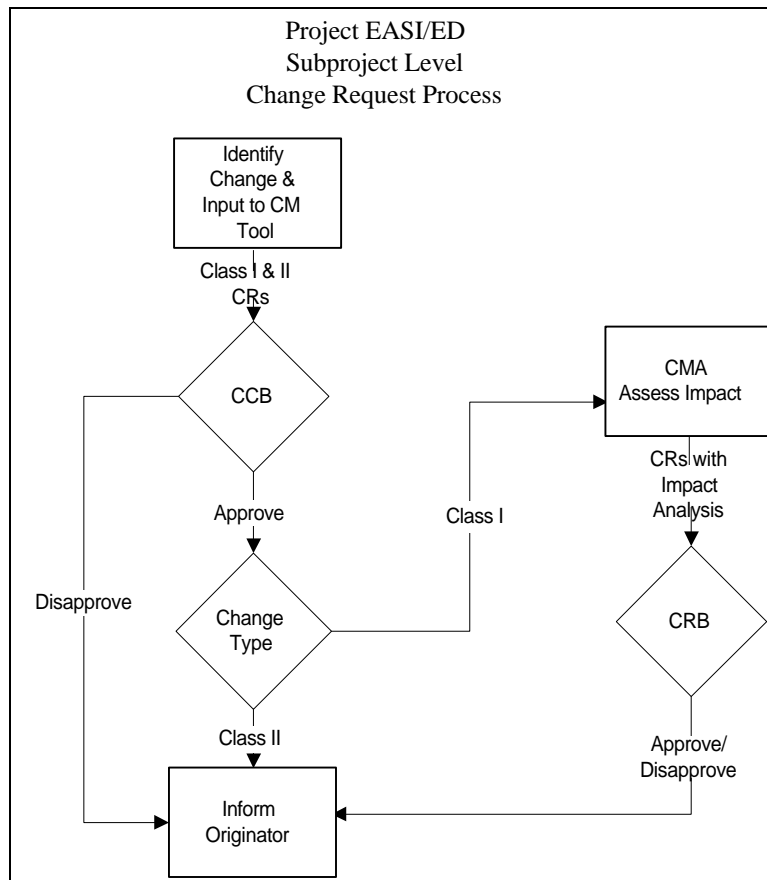 Project EASI/ED
Subproject Level
Change Request Process
Identify
Change &
Input to CM
Tool
Class I & II
CRs
CCB
CMA
Assess Impact
CRs with
Impact
Analysis
Approve
Class I
Disapprove
Change
Type
CRB
Class II
Approve/
Disapprove
Inform
Originator